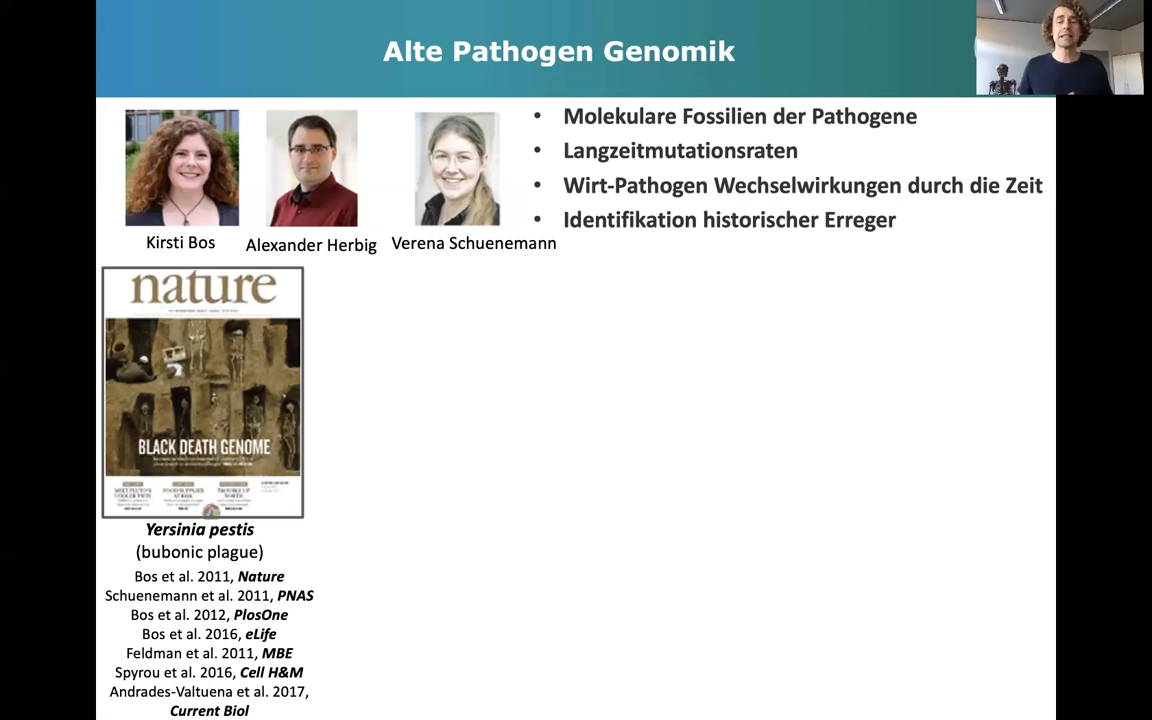 Alte Pathogen Genomik
• Molekulare Fossilien der Pathogene
• Langzeitmutationsraten
• Wirt-Pathogen Wechselwirkungen durch die Zeit
• Identifikation historischer Erreger
Kirsti Bos
Alexander Herbig
Verena Schuenemann
nature
BLACK DEATH GENOME
Yersinia pestis
(bubonic plague)
Bos et al. 2011, Nature
Schuenemann et al. 2011, PNAS
Bos et al. 2012, PlosOne
Bos et al. 2016, eLife
Feldman et al. 2011, MBE
Spyrou et al. 2016, Cell H&M
Andrades-Valtuena et al. 2017,
Current Biol